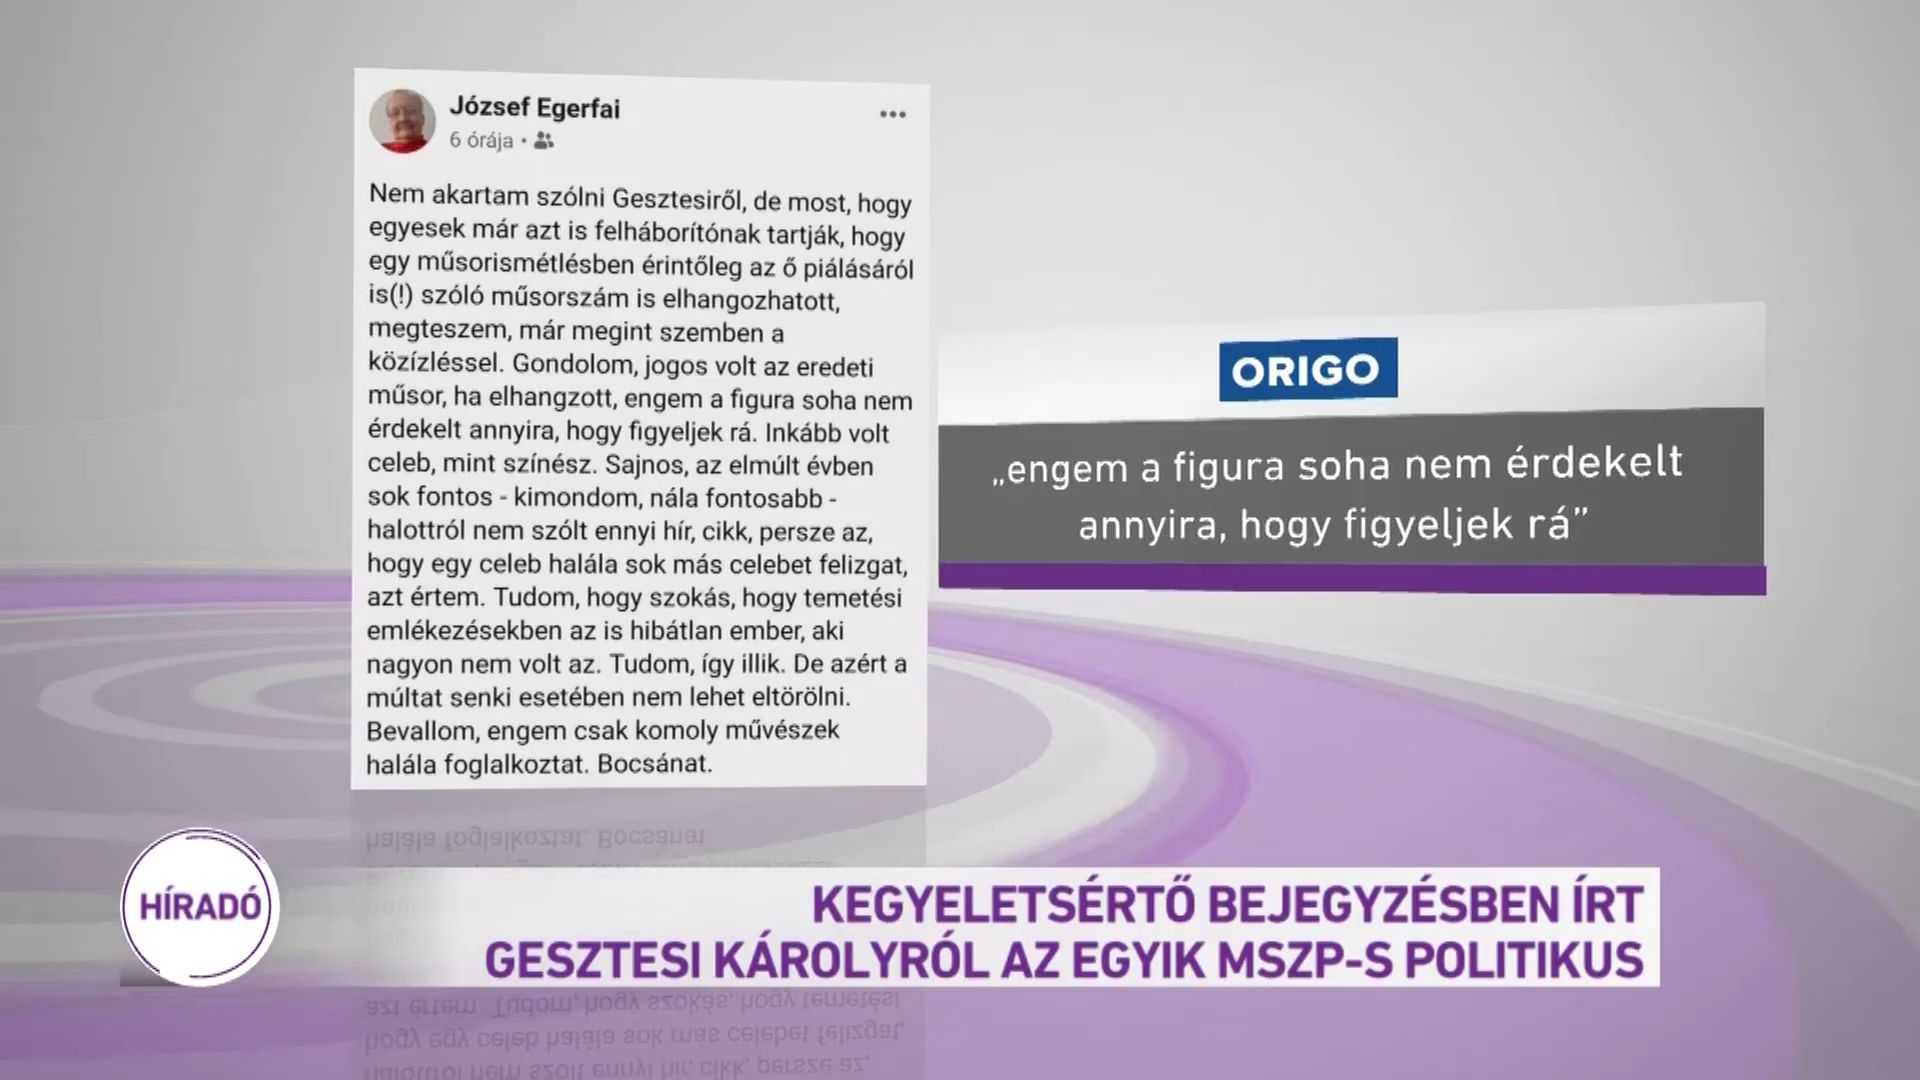 József Egerfai
6 órája
Nem akartam szólni Gesztesiről, de most, hogy
egyesek már azt is felháborítónak tartják, hogy
egy műsorismétlésben érintőleg az ő piálásáról
is(!) szóló műsorszám is elhangozhatott,
megteszem, már megint szemben a
közízléssel. Gondolom, jogos volt az eredeti
műsor, ha elhangzott, engem a figura soha nem
érdekelt annyira, hogy figyeljek rá. Inkább volt
celeb, mint színész. Sajnos, az elmúlt évben
sok fontos - kimondom, nála fontosabb -
halottról nem szólt ennyi hír, cikk, persze az,
hogy egy celeb halála sok más celebet felizgat,
azt értem. Tudom, hogy szokás, hogy temetési
emlékezésekben az is hibátlan ember, aki
nagyon nem volt az. Tudom, így illik. De azért a
múltat senki esetében nem lehet eltörölni.
Bevallom, engem csak komoly művészek
halála foglalkoztat. Bocsánat.
ORIGO
„engem a figura soha nem érdekelt
annyira, hogy figyeljek rá”
HÍRADÓ
KEGYELETSÉRTŐ BEJEGYZÉSBEN ÍRT
GESZTESI KÁROLYRÓL AZ EGYIK MSZP-S POLITIKUS